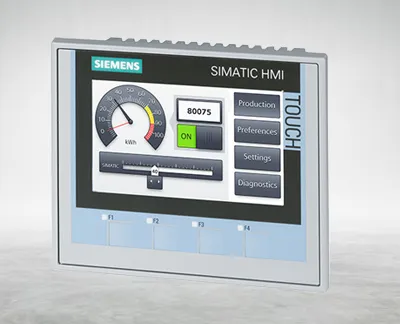 SIEMENS
SIMATIC HMI
TOUCH
80075
Production
ON
Preferences
kWh
Settings
SIMATIC
Diagnostics
F1
F2
F3
F4